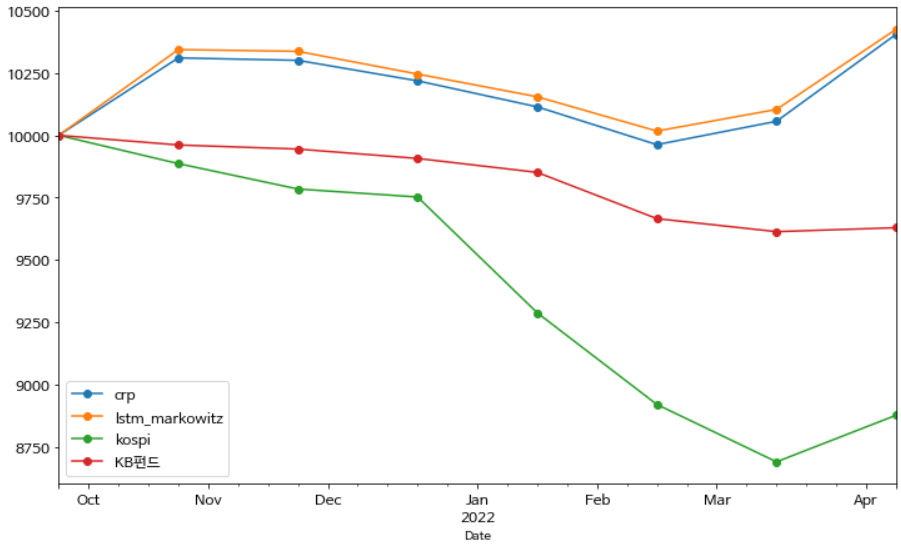 10500
10250
10000
9750
9500
9250
9000
8750
crp
lstm_markowitz
kospi
KB펀드
Oct Nov Dec Jan Feb Mar Apr
2022
Date